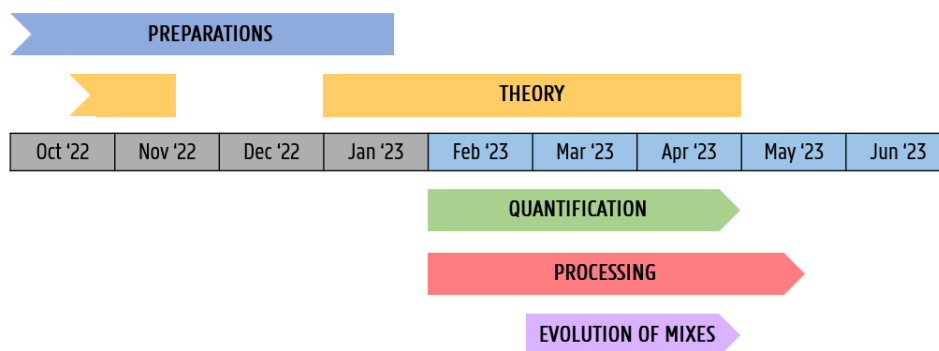 PREPARATIONS
THEORY
Oct ‘22 Nov ‘22 Dec ‘22 Jan ‘23 Feb ‘23 Mar ‘23 Apr ‘23 May ‘23 Jun ‘23
QUANTIFICATION
PROCESSING
EVOLUTION OF MIXES